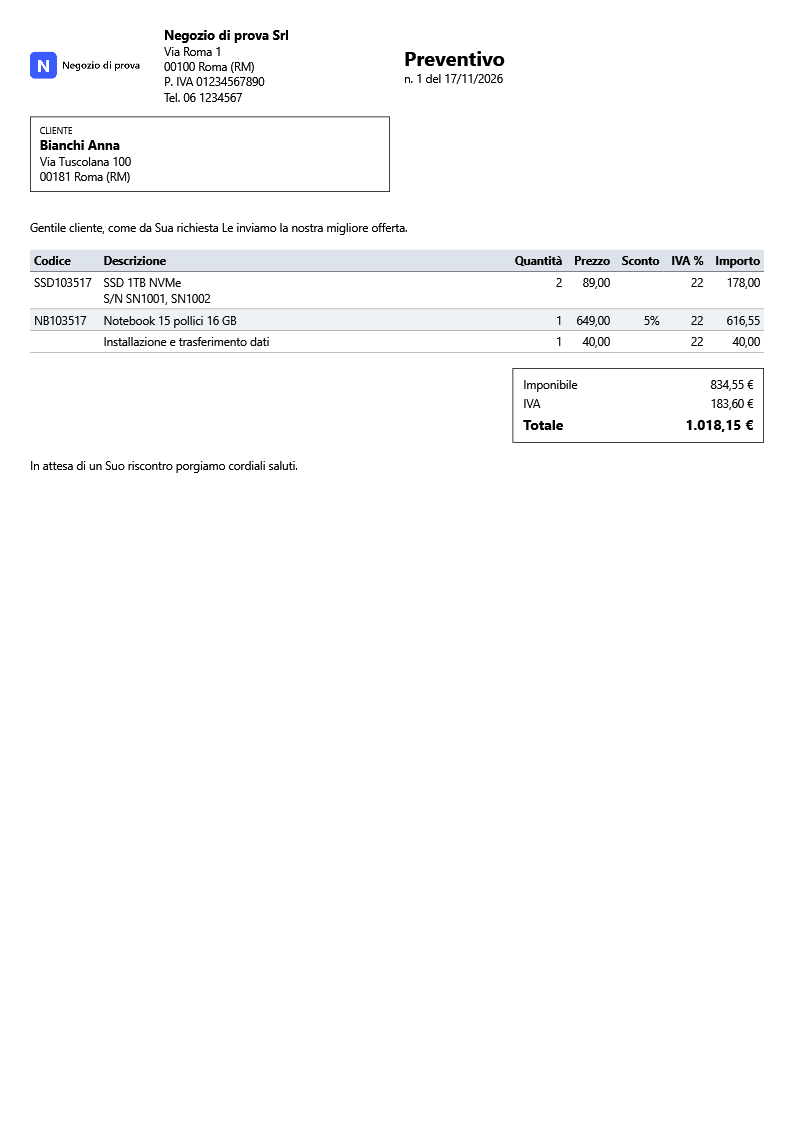 N Negozio di prova
Negozio di prova Srl
Via Roma 1
00100 Roma (RM)
P. IVA 01234567890
Tel. 06 1234567
Preventivo
n. 1 del 17/11/2026
CLIENTE
Bianchi Anna
Via Tuscolana 100
00181 Roma (RM)
Gentile cliente, come da Sua richiesta Le inviamo la nostra migliore offerta.
Codice Descrizione Quantità Prezzo Sconto IVA % Importo
SSD103517 SSD 1TB NVMe 2 89,00 22 178,00
S/N SN1001, SN1002
NB103517 Notebook 15 pollici 16 GB 1 649,00 5% 22 616,55
Installazione e trasferimento dati 1 40,00 22 40,00
Imponibile 834,55 €
IVA 183,60 €
Totale 1.018,15 €
In attesa di un Suo riscontro porgiamo cordiali saluti.